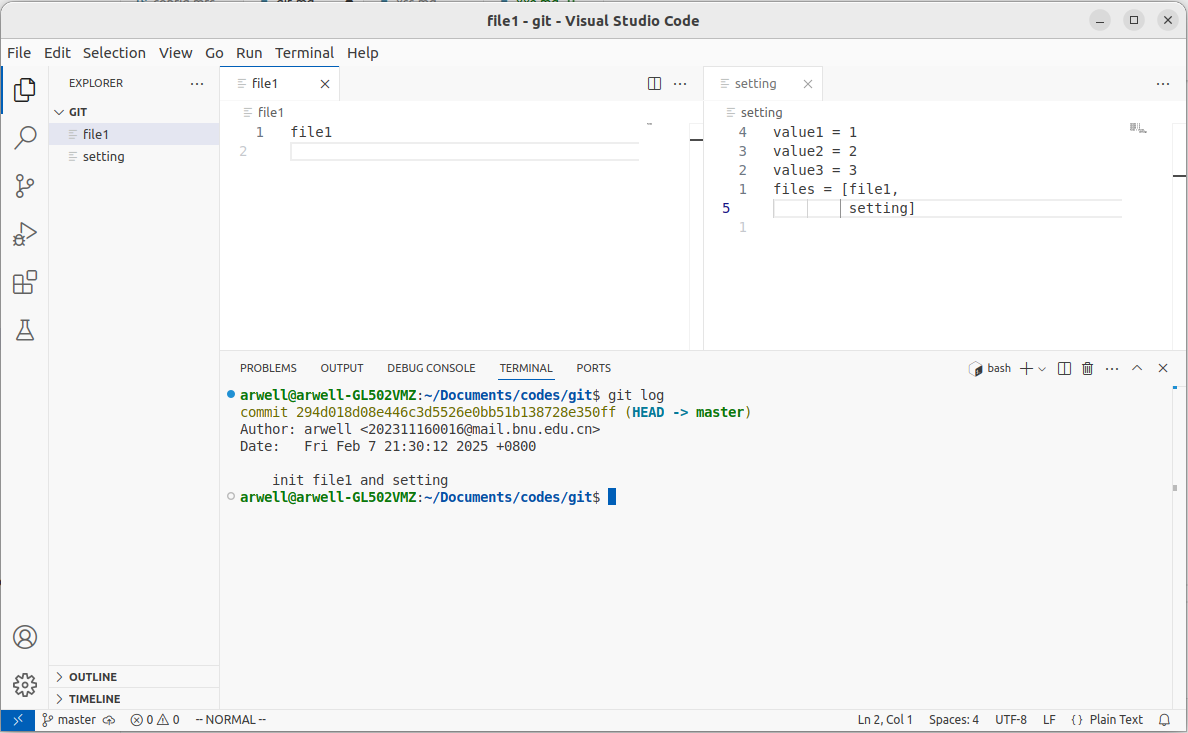 file1 - git - Visual Studio Code
File Edit Selection View Go Run Terminal Help
EXPLORER
GIT
file1
setting
OUTLINE
TIMELINE
file1
file1
1 file1
2
setting
setting
4 value1 = 1
3 value2 = 2
2 value3 = 3
1 files = [file1,
5 setting]
1
PROBLEMS OUTPUT DEBUG CONSOLE TERMINAL PORTS
bash
arwell@arwell-GL502VMZ:~/Documents/codes/git$ git log
commit 294d018d08e446c3d5526e0bb51b138728e350ff (HEAD -> master)
Author: arwell <202311160016@mail.bnu.edu.cn>
Date:   Fri Feb 7 21:30:12 2025 +0800
init file1 and setting
arwell@arwell-GL502VMZ:~/Documents/codes/git$
master 0 0 -- NORMAL -- Ln 2, Col 1 Spaces: 4 UTF-8 LF {} Plain Text